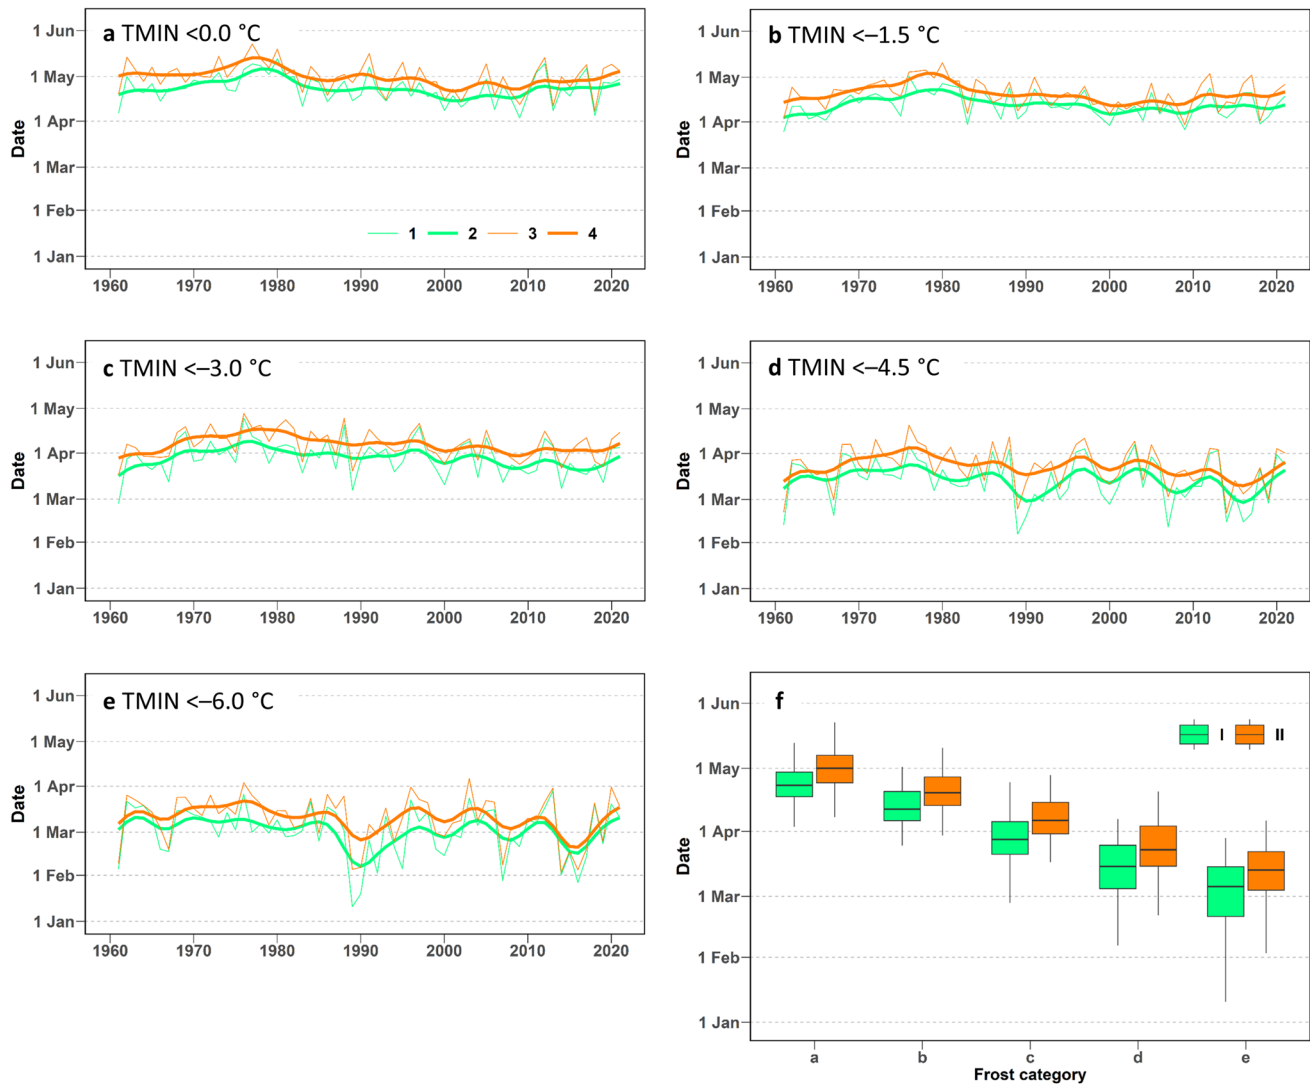 a TMIN <0.0 °C
1 Jun
1 May
1 Apr
1 Mar
1 Feb
1 Jan
Date
1 2 3 4
1960 1970 1980 1990 2000 2010 2020
b TMIN <–1.5 °C
1 Jun
1 May
1 Apr
1 Mar
1 Feb
1 Jan
Date
1960 1970 1980 1990 2000 2010 2020
c TMIN <–3.0 °C
1 Jun
1 May
1 Apr
1 Mar
1 Feb
1 Jan
Date
1960 1970 1980 1990 2000 2010 2020
d TMIN <–4.5 °C
1 Jun
1 May
1 Apr
1 Mar
1 Feb
1 Jan
Date
1960 1970 1980 1990 2000 2010 2020
e TMIN <–6.0 °C
1 Jun
1 May
1 Apr
1 Mar
1 Feb
1 Jan
Date
1960 1970 1980 1990 2000 2010 2020
f
1 Jun
1 May
1 Apr
1 Mar
1 Feb
1 Jan
Date
I II
a b c d e
Frost category